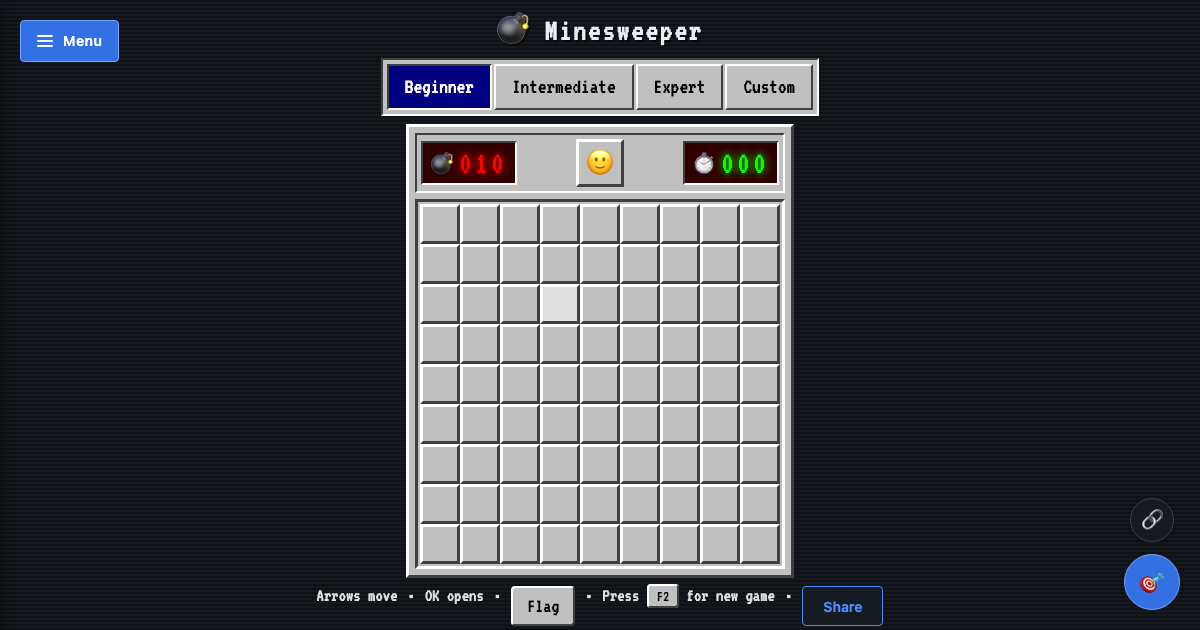 Menu
Minesweeper
Beginner Intermediate Expert Custom
010 000
Arrows move · OK opens · Flag · Press F2 for new game · Share